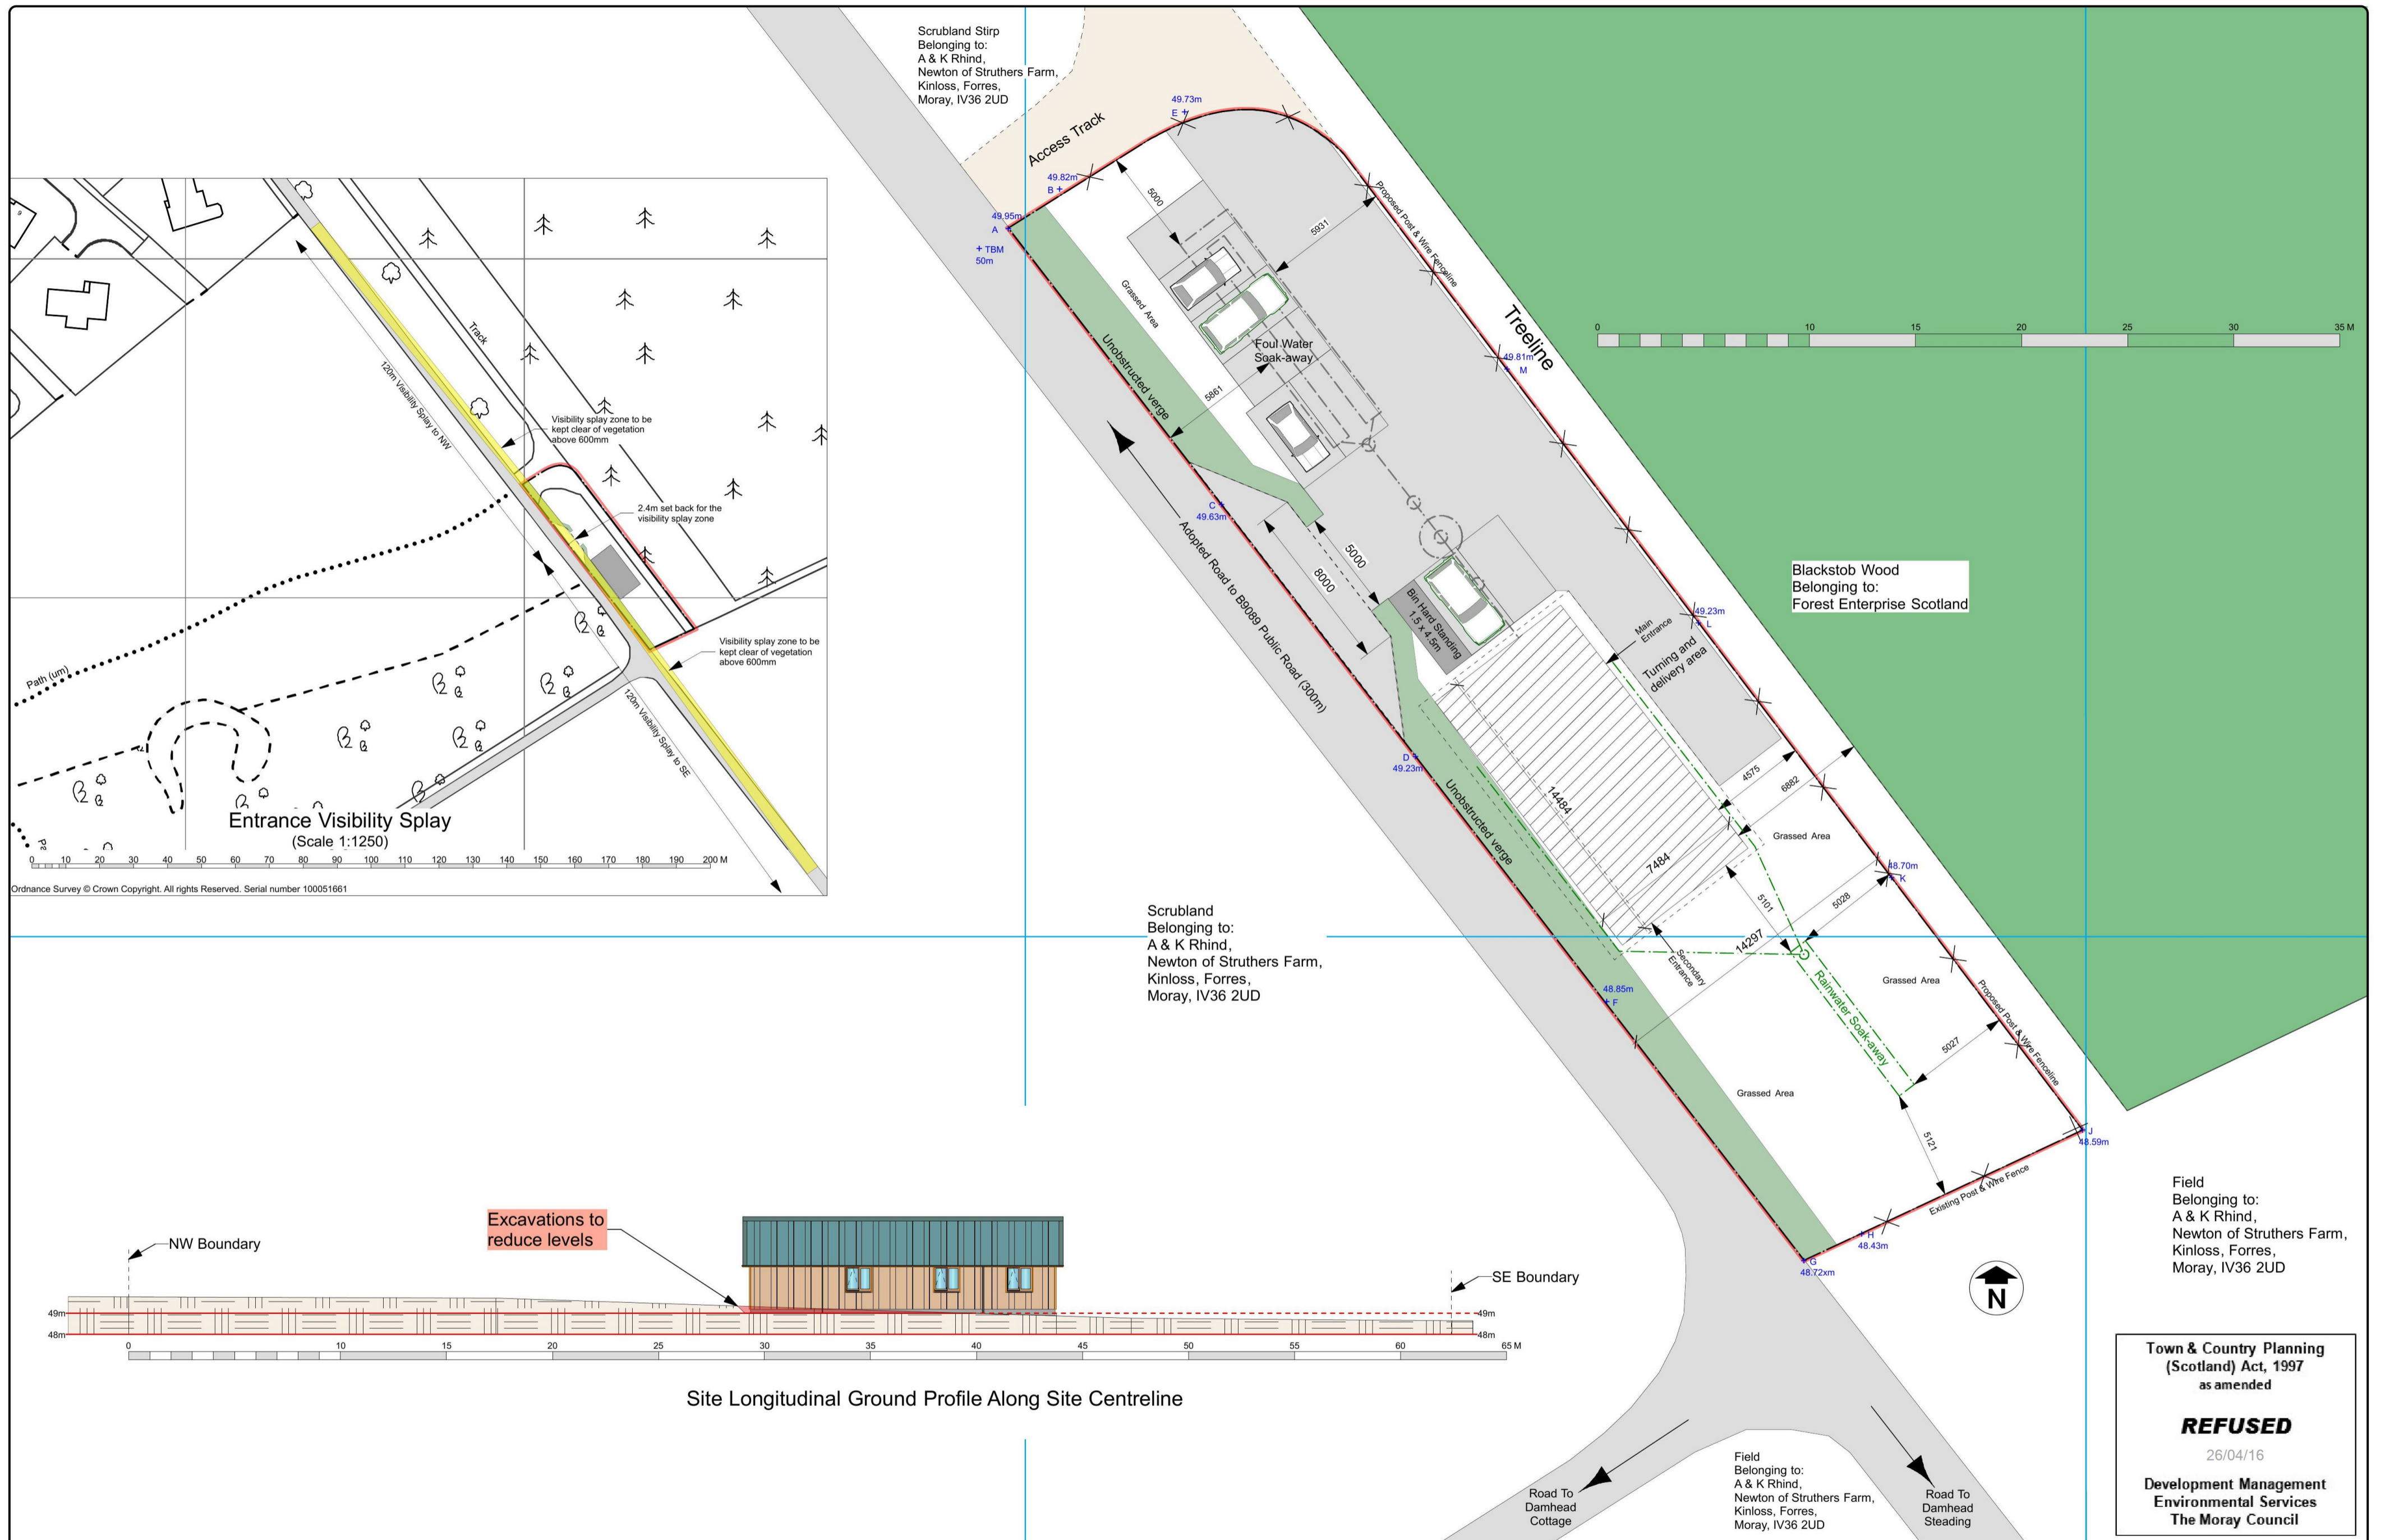 Scrubland Stirp
Belonging to:
A & K Rhind,
Newton of Struthers Farm,
Kinloss, Forres,
Moray, IV36 2UD
Access Track
49.73m
E
49.82m
B
49.95m
A
TBM
50m
5000
5931
Proposed Post & Wire Fenceline
Grassed Area
Unobstructed verge
Foul Water
Soak-away
5861
Treeline
49.81m
M
0 10 15 20 25 30 35 M
C
49.63m
Adopted Road to B9089 Public Road (300m)
5000
8000
Bin Hard Standing
1.5 x 4.5m
Main
Entrance
Turning and
delivery area
49.23m
L
Blackstob Wood
Belonging to:
Forest Enterprise Scotland
D
49.23m
Unobstructed verge
14484
7484
4575
6882
Grassed Area
48.70m
K
5101
5028
14297
Secondary
Entrance
48.85m
F
Grassed Area
Rainwater Soak-away
Proposed Post & Wire Fenceline
5027
Grassed Area
5121
J
48.59m
Existing Post & Wire Fence
H
48.43m
G
48.72xm
N
9
Track
120m Visibility Splay to NW
Visibility splay zone to be
kept clear of vegetation
above 600mm
2.4m set back for the
visibility splay zone
Visibility splay zone to be
kept clear of vegetation
above 600mm
Path (um)
120m Visibility Splay to SE
Entrance Visibility Splay
(Scale 1:1250)
0 10 20 30 40 50 60 70 80 90 100 110 120 130 140 150 160 170 180 190 200 M
Ordnance Survey © Crown Copyright. All rights Reserved. Serial number 100051661
Scrubland
Belonging to:
A & K Rhind,
Newton of Struthers Farm,
Kinloss, Forres,
Moray, IV36 2UD
Excavations to
reduce levels
NW Boundary
SE Boundary
49m
48m
49m
48m
0 10 15 20 25 30 35 40 45 50 55 60 65 M
Site Longitudinal Ground Profile Along Site Centreline
Field
Belonging to:
A & K Rhind,
Newton of Struthers Farm,
Kinloss, Forres,
Moray, IV36 2UD
Road To
Damhead
Cottage
Field
Belonging to:
A & K Rhind,
Newton of Struthers Farm,
Kinloss, Forres,
Moray, IV36 2UD
Road To
Damhead
Steading
Town & Country Planning
(Scotland) Act, 1997
as amended
REFUSED
26/04/16
Development Management
Environmental Services
The Moray Council